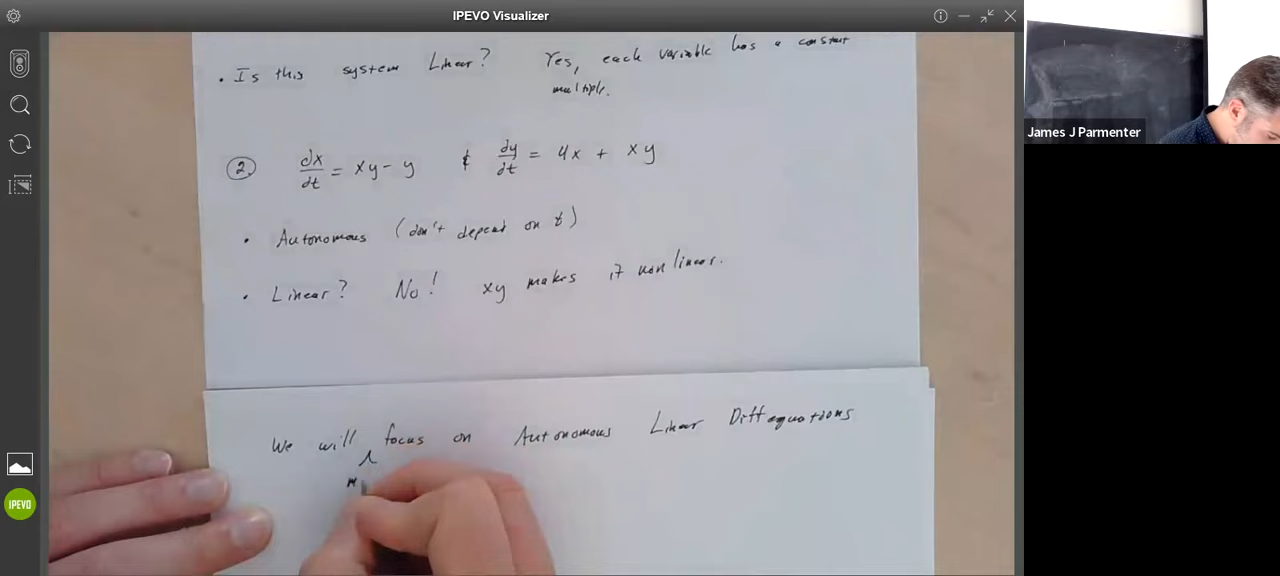 IPEVO Visualizer
• Is this system Linear? Yes, each variable has a constant
multiple.
② dx/dt = xy - y & dy/dt = 4x + xy
• Autonomous (don't depend on t)
• Linear? No! xy makes it nonlinear.
We will focus on Autonomous Linear Diff equations
IPEVO
James J Parmenter